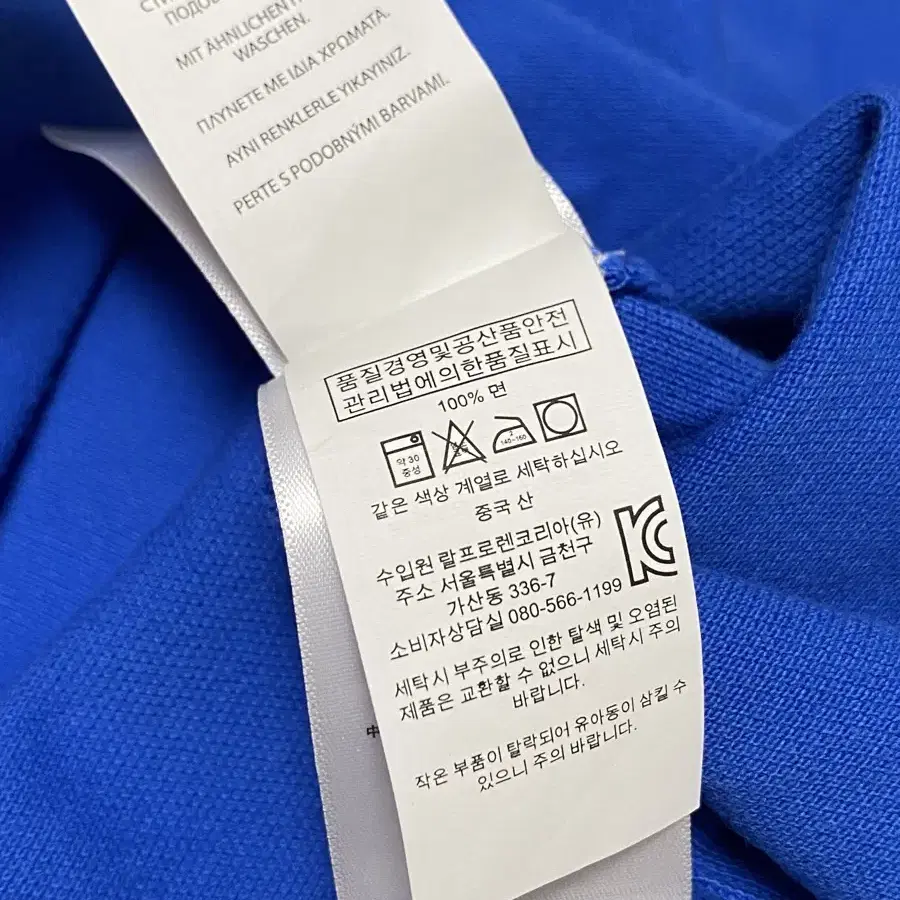 ПОДОБ
MIT ÄHNLICHEN
WASCHEN.
ΠΛΥΝΕΤΕ ΜΕ ΙΔΙΑ ΧΡΩΜΑΤΑ.
AYNI RENKLERLE YIKAYINIZ.
PERTE S PODOBNÝMI BARVAMI.
품질경영및공산품안전
관리법에의한품질표시
100% 면
약 30
중성
2
140~160
같은 색상 계열로 세탁하십시오
중국 산
수입원 랄프로렌코리아(유)
주소 서울특별시 금천구
가산동 336-7
소비자상담실 080-566-1199
세탁시 부주의로 인한 탈색 및 오염된
제품은 교환할 수 없으니 세탁시 주의
바랍니다.
작은 부품이 탈락되어 유아동이 삼킬 수
있으니 주의 바랍니다.
中